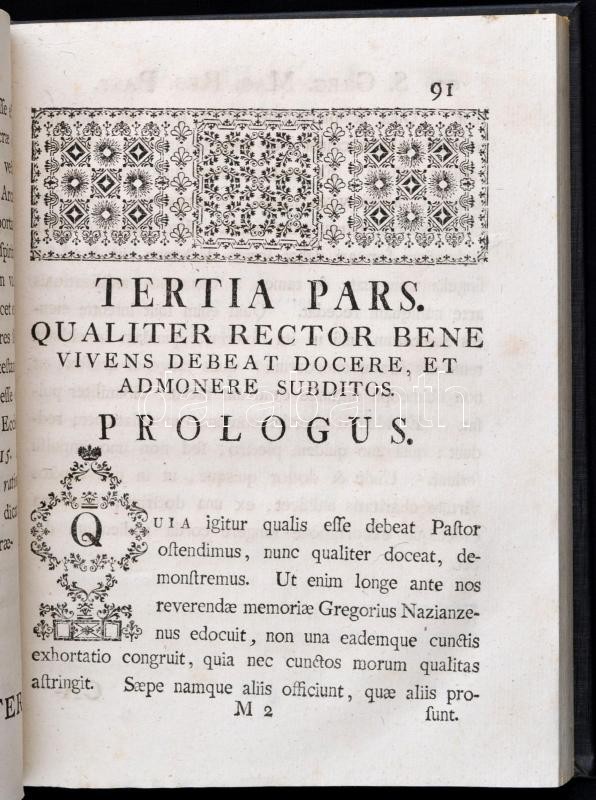 91
TERTIA PARS.
QUALITER RECTOR BENE
VIVENS DEBEAT DOCERE, ET
ADMONERE SUBDITOS.
PROLOGUS.
QUIA igitur qualis eſſe debeat Paſtor
oſtendimus, nunc qualiter doceat, de-
monſtremus. Ut enim longe ante nos
reverendæ memoriæ Gregorius Nazianze-
nus edocuit, non una eademque cunctis
exhortatio congruit, quia nec cunctos morum qualitas
aſtringit. Sæpe namque aliis officiunt, quæ aliis pro-
M 2 ſunt.
darabanth